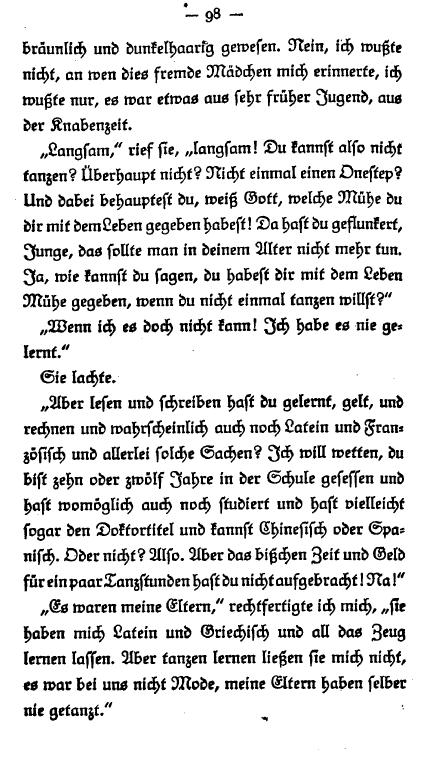 — 98 —
bräunlich und dunkelhaarig gewesen. Nein, ich wußte
nicht, an wen dies fremde Mädchen mich erinnerte, ich
wußte nur, es war etwas aus sehr früher Jugend, aus
der Knabenzeit.
„Langsam,“ rief sie, „langsam! Du kannst also nicht
tanzen? Überhaupt nicht? Nicht einmal einen Onestep?
Und dabei behauptest du, weiß Gott, welche Mühe du
dir mit dem Leben gegeben habest! Da hast du geflunkert,
Junge, das sollte man in deinem Alter nicht mehr tun.
Ja, wie kannst du sagen, du habest dir mit dem Leben
Mühe gegeben, wenn du nicht einmal tanzen willst?“
„Wenn ich es doch nicht kann! Ich habe es nie ge-
lernt.“
Sie lachte.
„Aber lesen und schreiben hast du gelernt, gelt, und
rechnen und wahrscheinlich auch noch Latein und Fran-
zösisch und allerlei solche Sachen? Ich will wetten, du
bist zehn oder zwölf Jahre in der Schule gesessen und
hast womöglich auch noch studiert und hast vielleicht
sogar den Doktortitel und kannst Chinesisch oder Spa-
nisch. Oder nicht? Also. Aber das bißchen Zeit und Geld
für ein paar Tanzstunden hast du nicht aufgebracht! Na!“
„Es waren meine Eltern,“ rechtfertigte ich mich, „sie
haben mich Latein und Griechisch und all das Zeug
lernen lassen. Aber tanzen lernen ließen sie mich nicht,
es war bei uns nicht Mode, meine Eltern haben selber
nie getanzt.“